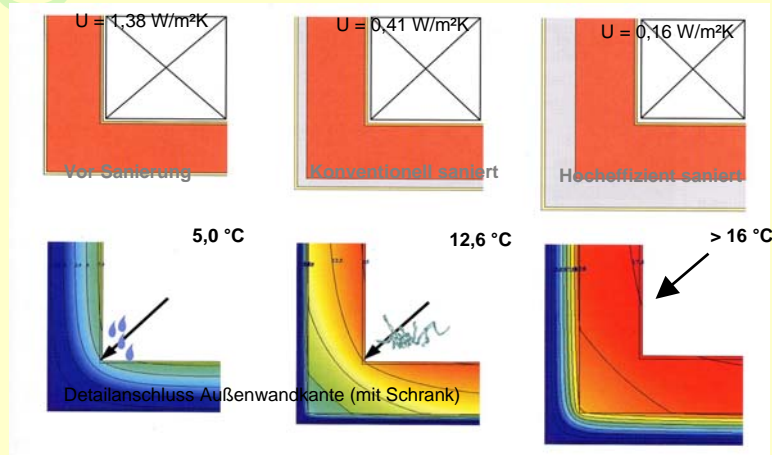 U = 1,38 W/m²K
U = 0,41 W/m²K
U = 0,16 W/m²K
Vor Sanierung
Konventionell saniert
Hocheffizient saniert
5,0 °C
12,6 °C
> 16 °C
Detailanschluss Außenwandkante (mit Schrank)